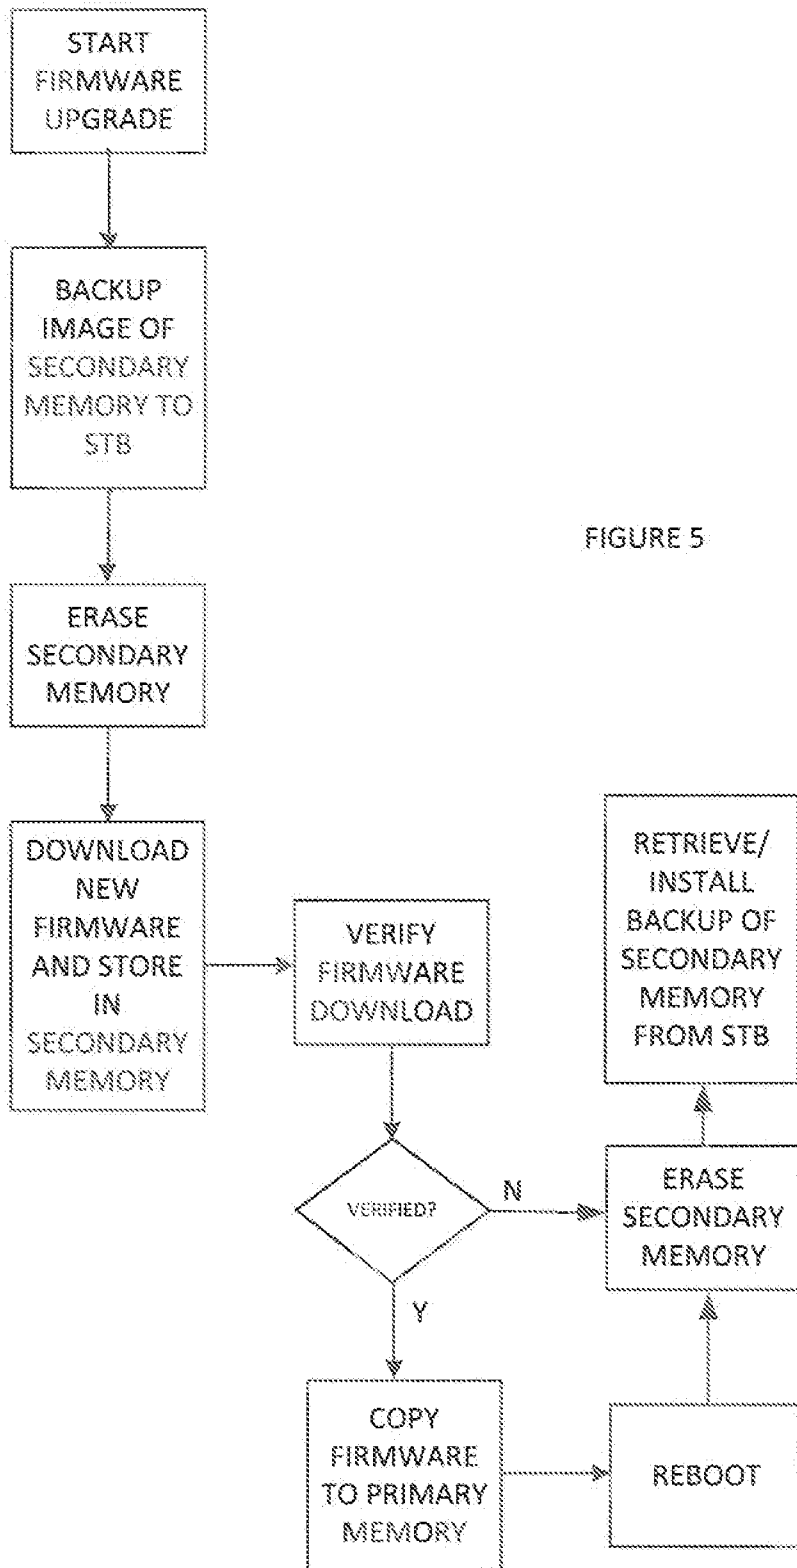 START
FIRMWARE
UPGRADE
BACKUP
IMAGE OF
SECONDARY
MEMORY TO
STB
FIGURE 5
ERASE
SECONDARY
MEMORY
DOWNLOAD
NEW
FIRMWARE
AND STORE
IN
SECONDARY
MEMORY
VERIFY
FIRMWARE
DOWNLOAD
VERIFIED?
N
Y
COPY
FIRMWARE
TO PRIMARY
MEMORY
REBOOT
ERASE
SECONDARY
MEMORY
RETRIEVE/
INSTALL
BACKUP OF
SECONDARY
MEMORY
FROM STB